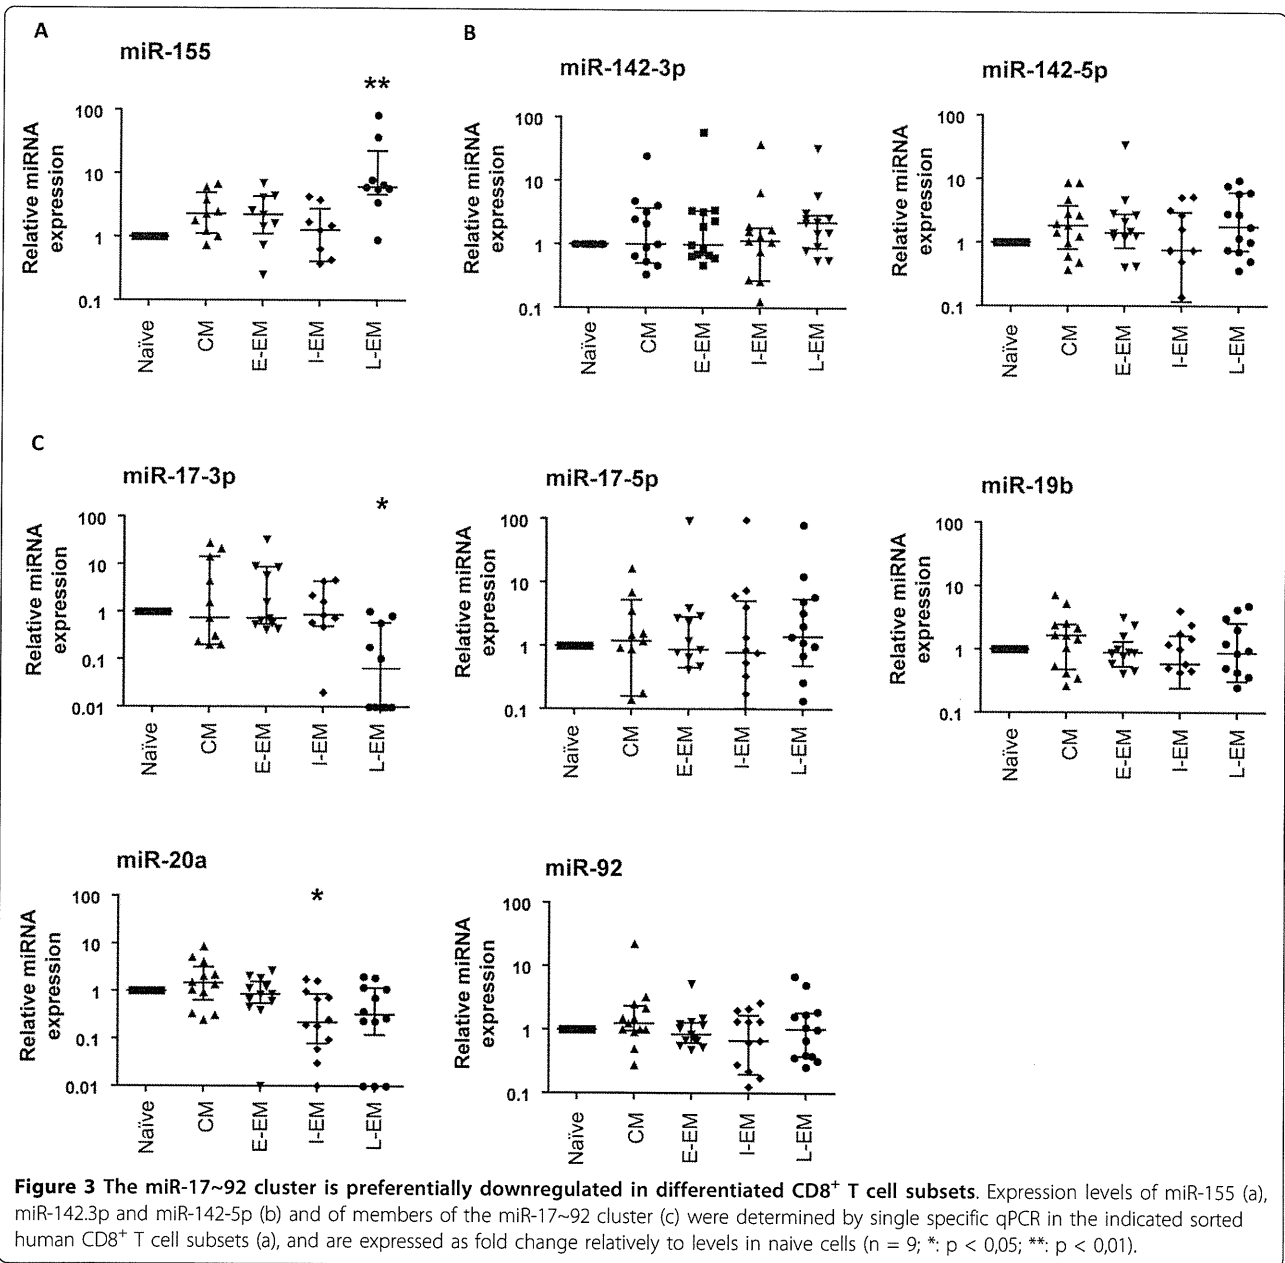 A
miR-155
**
Relative miRNA
expression
100
10
1
0.1
Naïve
CM
E-EM
I-EM
L-EM
B
miR-142-3p
Relative miRNA
expression
100
10
1
0.1
Naïve
CM
E-EM
I-EM
L-EM
miR-142-5p
Relative miRNA
expression
100
10
1
0.1
Naïve
CM
E-EM
I-EM
L-EM
C
miR-17-3p
*
Relative miRNA
expression
100
10
1
0.1
0.01
Naïve
CM
E-EM
I-EM
L-EM
miR-17-5p
Relative miRNA
expression
100
10
1
0.1
Naïve
CM
E-EM
I-EM
L-EM
miR-19b
Relative miRNA
expression
100
10
1
0.1
Naïve
CM
E-EM
I-EM
L-EM
miR-20a
*
Relative miRNA
expression
100
10
1
0.1
0.01
Naïve
CM
E-EM
I-EM
L-EM
miR-92
Relative miRNA
expression
100
10
1
0.1
Naïve
CM
E-EM
I-EM
L-EM
Figure 3 The miR-17~92 cluster is preferentially downregulated in differentiated CD8⁺ T cell subsets. Expression levels of miR-155 (a),
miR-142.3p and miR-142-5p (b) and of members of the miR-17~92 cluster (c) were determined by single specific qPCR in the indicated sorted
human CD8⁺ T cell subsets (a), and are expressed as fold change relatively to levels in naive cells (n = 9; *: p < 0,05; **: p < 0,01).